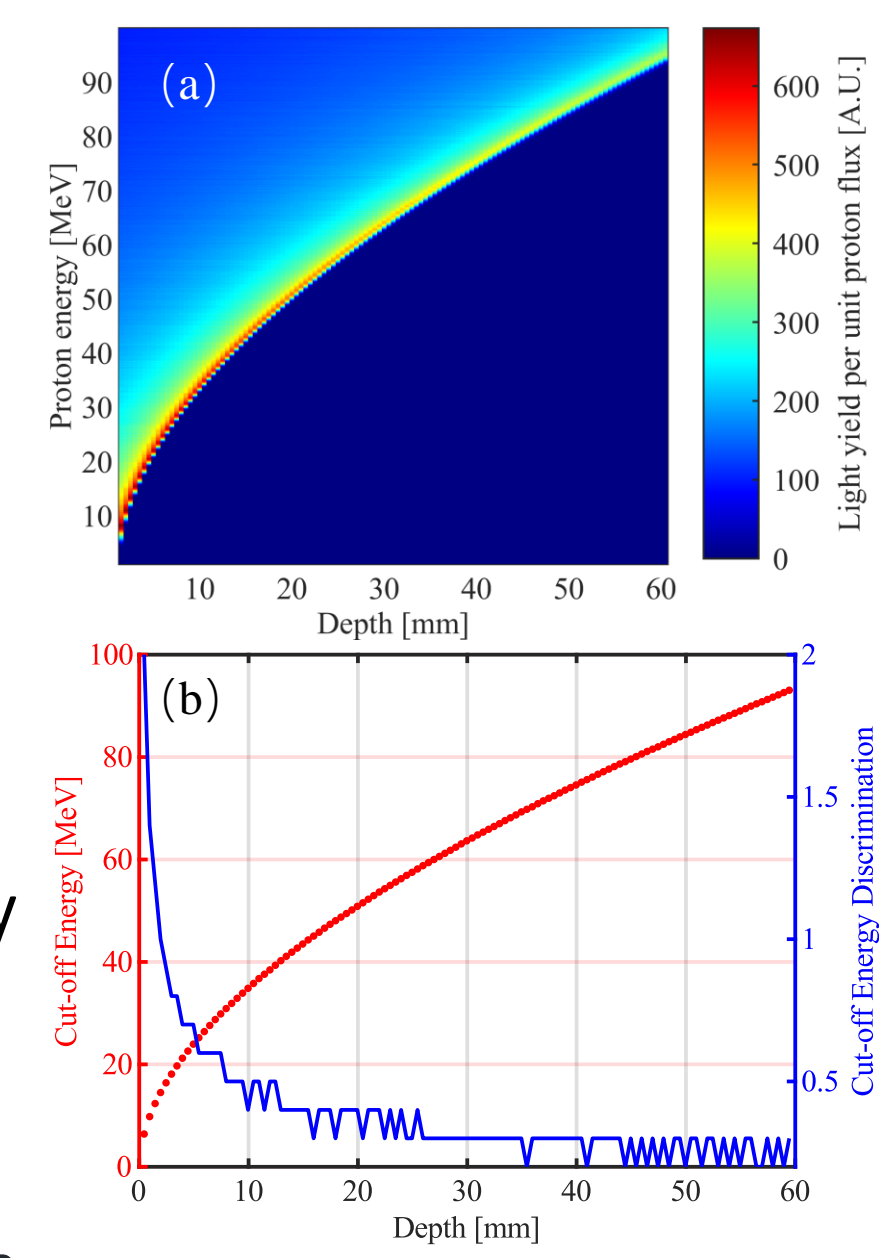 (a)
90
80
70
60
50
40
30
20
10
Proton energy [MeV]
10 20 30 40 50 60
Depth [mm]
600
500
400
300
200
100
0
Light yield per unit proton flux [A.U.]
(b)
100
80
60
40
20
0
Cut-off Energy [MeV]
2
1.5
1
0.5
Cut-off Energy Discrimination
0 10 20 30 40 50 60
Depth [mm]